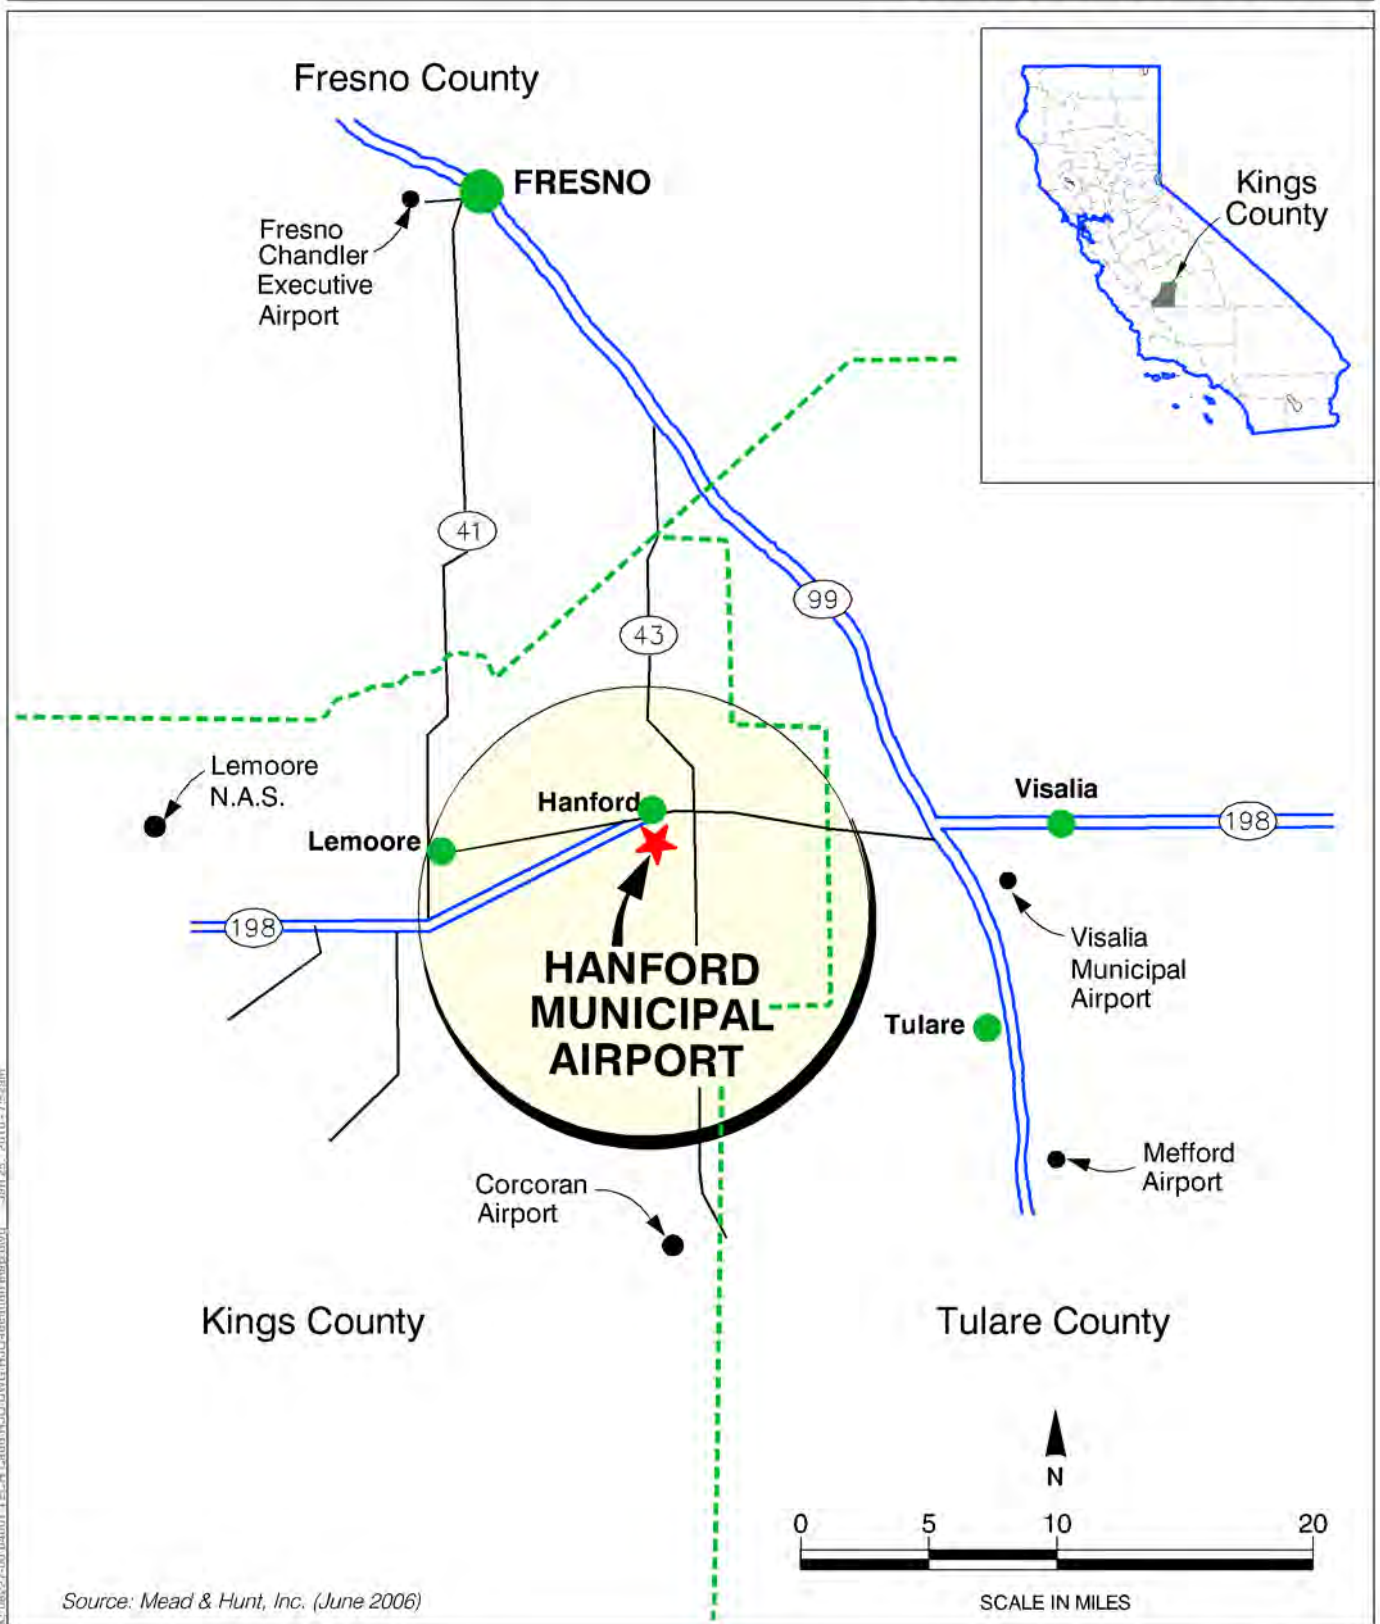 Fresno County
FRESNO
Fresno
Chandler
Executive
Airport
Kings
County
41
99
43
Lemoore
N.A.S.
Hanford
Visalia
198
Lemoore
198
HANFORD
MUNICIPAL
AIRPORT
Visalia
Municipal
Airport
Tulare
Mefford
Airport
Corcoran
Airport
Kings County
Tulare County
N
0 5 10 20
SCALE IN MILES
Source: Mead & Hunt, Inc. (June 2006)